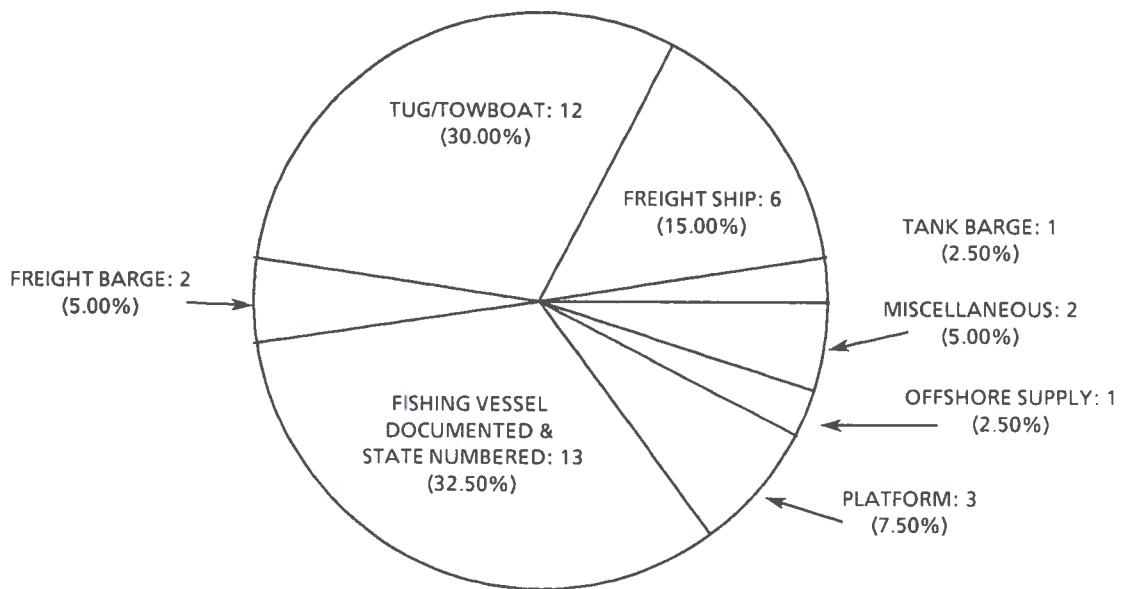 TUG/TOWBOAT: 12
(30.00%)
FREIGHT SHIP: 6
(15.00%)
TANK BARGE: 1
(2.50%)
FREIGHT BARGE: 2
(5.00%)
MISCELLANEOUS: 2
(5.00%)
OFFSHORE SUPPLY: 1
(2.50%)
FISHING VESSEL
DOCUMENTED &
STATE NUMBERED: 13
(32.50%)
PLATFORM: 3
(7.50%)